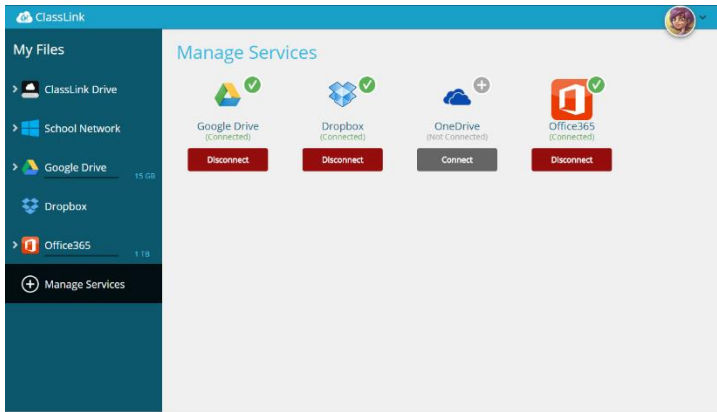 ClassLink
My Files
ClassLink Drive
School Network
Google Drive
15 GB
Dropbox
Office365
1 TB
Manage Services
Manage Services
Google Drive
(Connected)
Disconnect
Dropbox
(Connected)
Disconnect
OneDrive
(Not Connected)
Connect
Office365
(Connected)
Disconnect